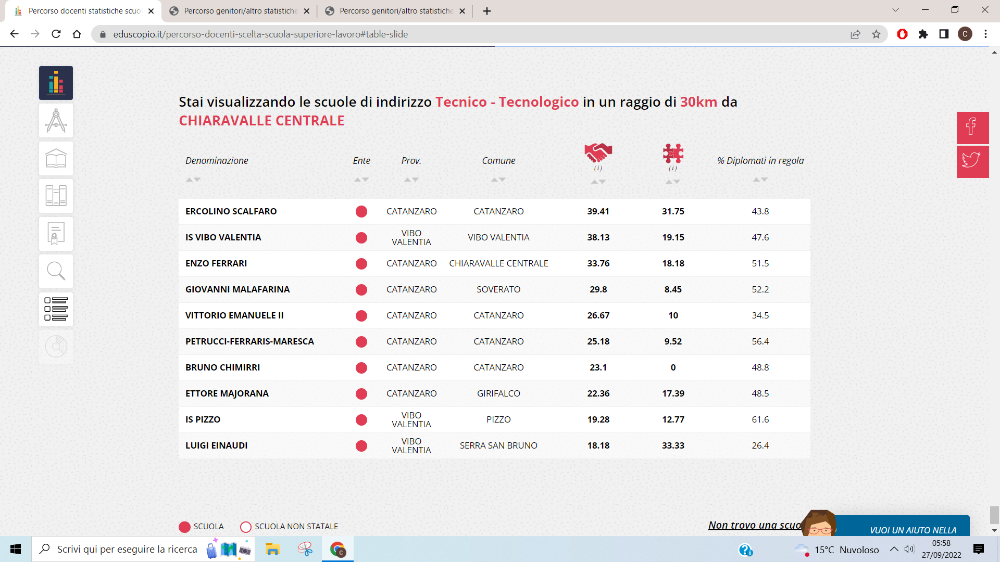 Percorso docenti statistiche scuol
Percorso genitori/altro statistiche
Percorso genitori/altro statistiche
eduscopio.it/percorso-docenti-scelta-scuola-superiore-lavoro#table-slide
C
Stai visualizzando le scuole di indirizzo Tecnico - Tecnologico in un raggio di 30km da
CHIARAVALLE CENTRALE
Denominazione Ente Prov. Comune (i) (i) % Diplomati in regola
ERCOLINO SCALFARO CATANZARO CATANZARO 39.41 31.75 43.8
IS VIBO VALENTIA VIBO VALENTIA VIBO VALENTIA 38.13 19.15 47.6
ENZO FERRARI CATANZARO CHIARAVALLE CENTRALE 33.76 18.18 51.5
GIOVANNI MALAFARINA CATANZARO SOVERATO 29.8 8.45 52.2
VITTORIO EMANUELE II CATANZARO CATANZARO 26.67 10 34.5
PETRUCCI-FERRARIS-MARESCA CATANZARO CATANZARO 25.18 9.52 56.4
BRUNO CHIMIRRI CATANZARO CATANZARO 23.1 0 48.8
ETTORE MAJORANA CATANZARO GIRIFALCO 22.36 17.39 48.5
IS PIZZO VIBO VALENTIA PIZZO 19.28 12.77 61.6
LUIGI EINAUDI VIBO VALENTIA SERRA SAN BRUNO 18.18 33.33 26.4
SCUOLA SCUOLA NON STATALE
Non trovo una scuo
VUOI UN AIUTO NELLA
Scrivi qui per eseguire la ricerca
C
15°C Nuvoloso
05:58
27/09/2022